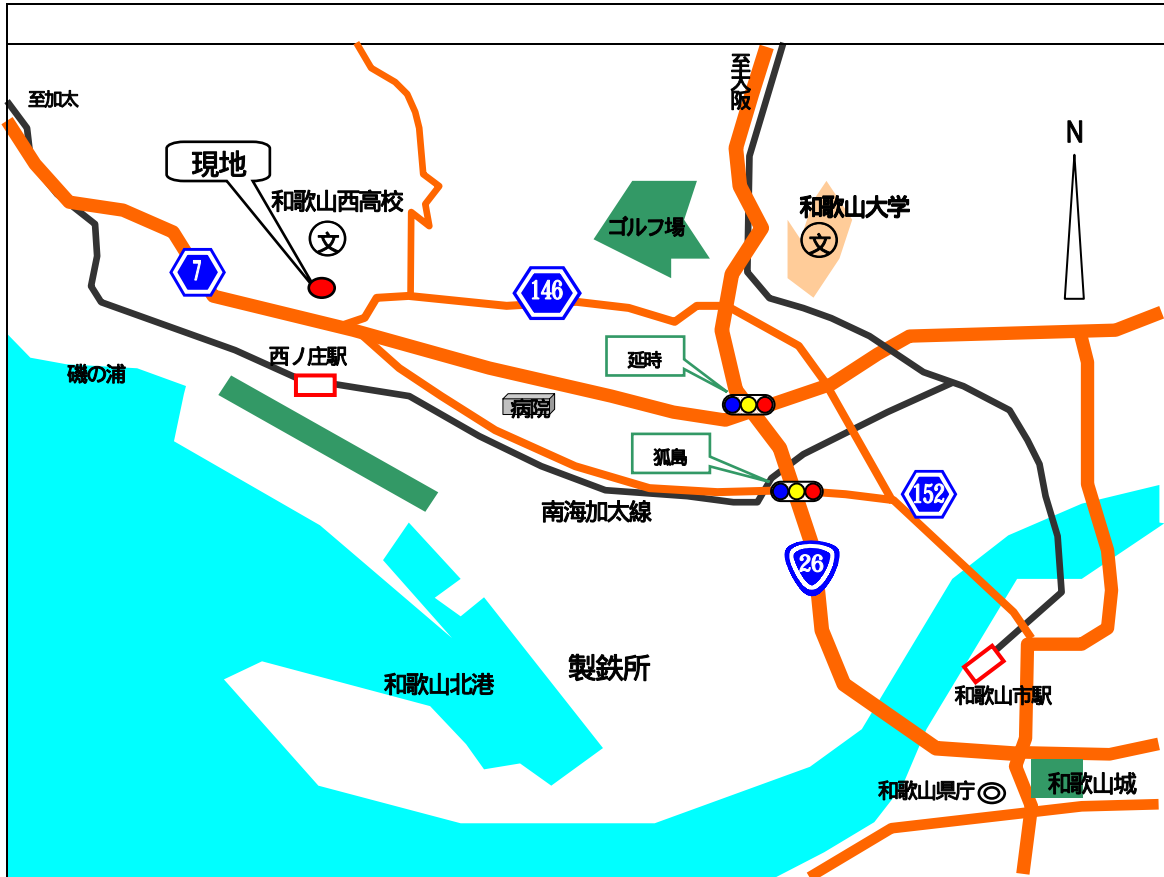 至大阪
至加太
N
現地
和歌山西高校
文
ゴルフ場
和歌山大学
文
7
146
西ノ庄駅
延時
磯の浦
病院
狐島
152
南海加太線
26
製鉄所
和歌山北港
和歌山市駅
和歌山県庁
和歌山城